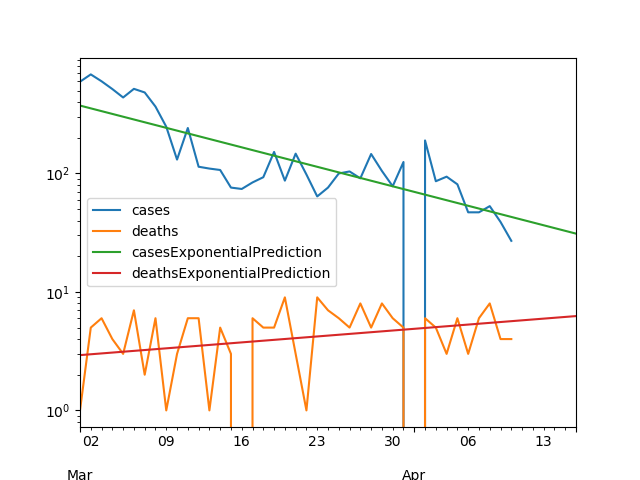 10²
10¹
10⁰
cases
deaths
casesExponentialPrediction
deathsExponentialPrediction
02 09 16 23 30 06 13
Mar Apr